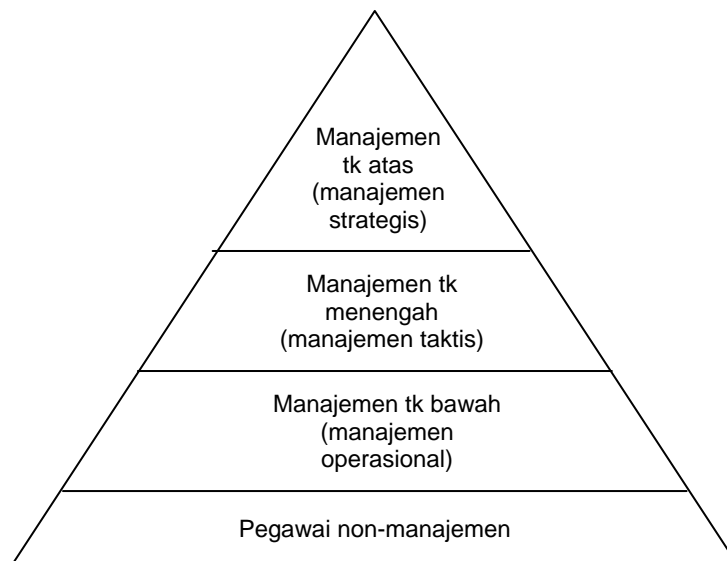 Manajemen
tk atas
(manajemen
strategis)
Manajemen tk
menengah
(manajemen taktis)
Manajemen tk bawah
(manajemen
operasional)
Pegawai non-manajemen